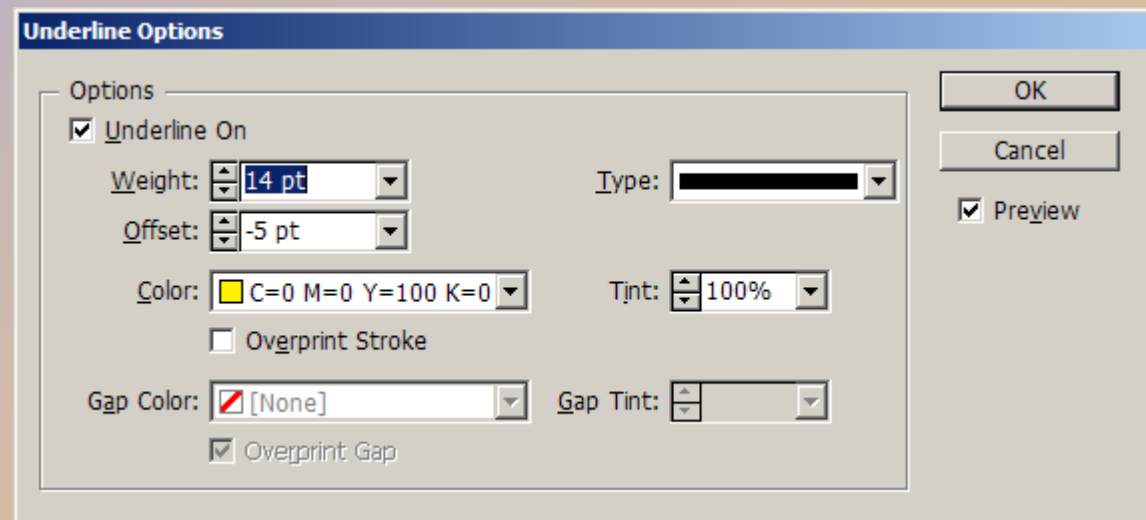 Underline Options
Options
Underline On
Weight: 14 pt
Type:
Offset: -5 pt
Color: C=0 M=0 Y=100 K=0
Tint: 100%
Overprint Stroke
Gap Color: [None]
Gap Tint:
Overprint Gap
OK
Cancel
Preview